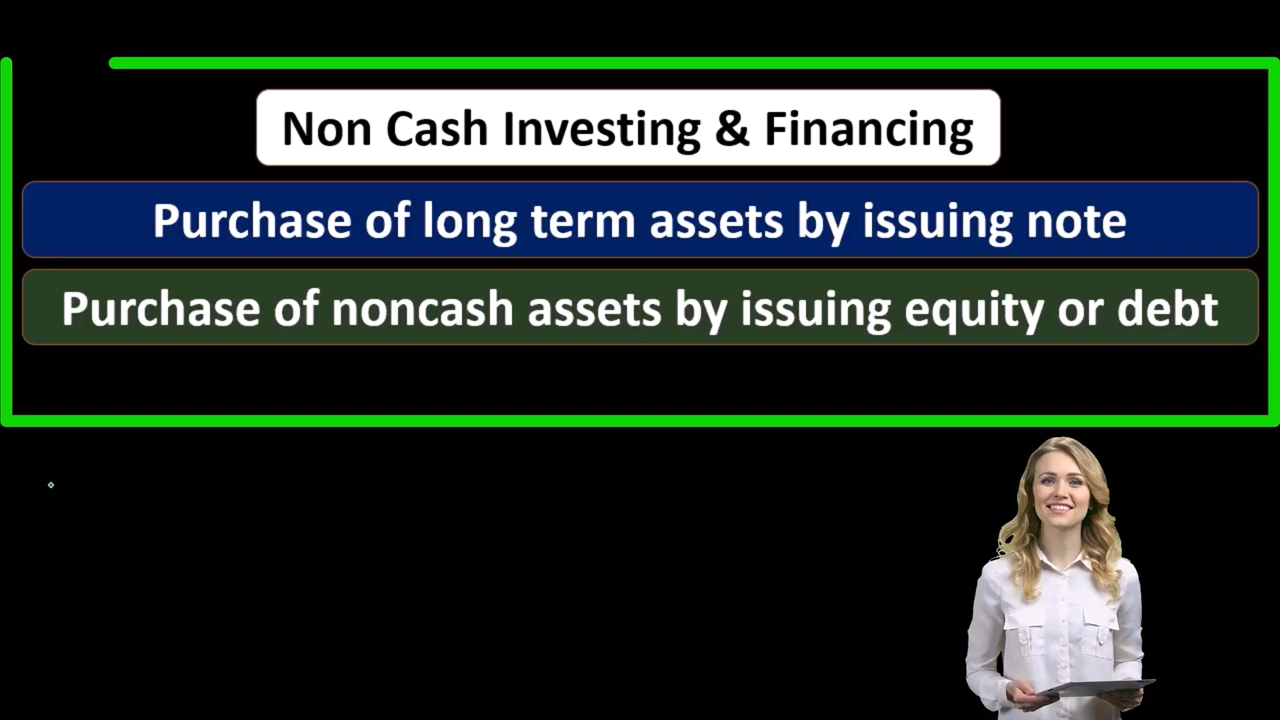 Non Cash Investing & Financing
Purchase of long term assets by issuing note
Purchase of noncash assets by issuing equity or debt